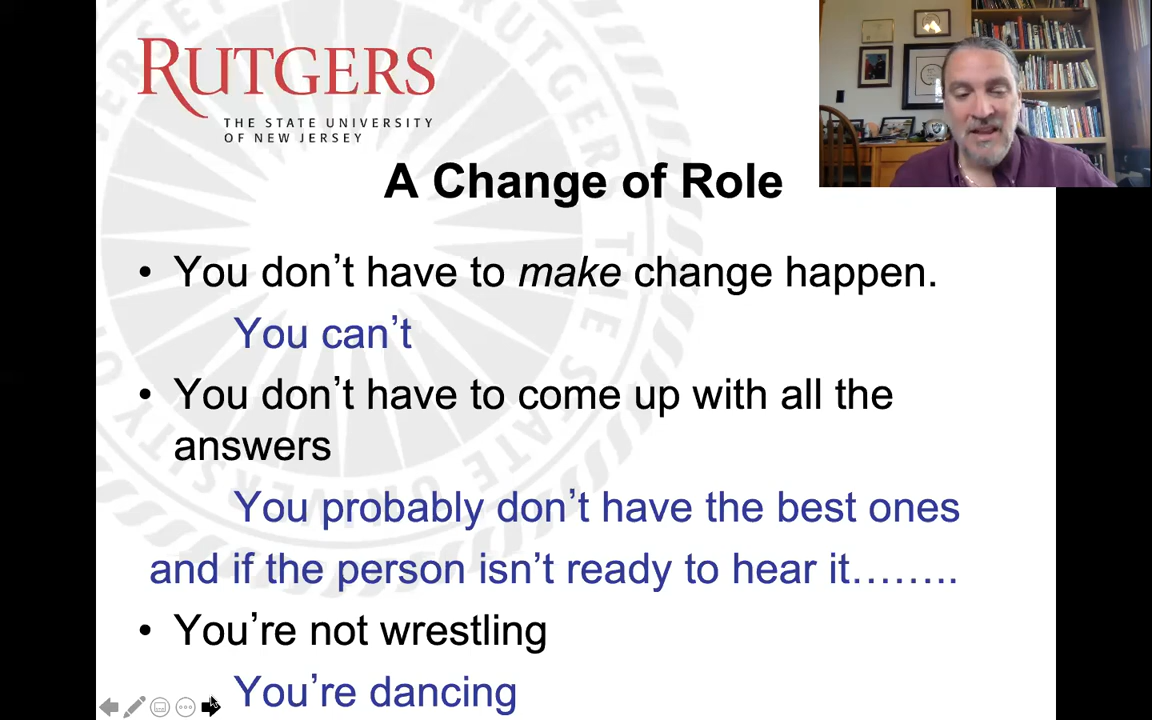 RUTGERS
THE STATE UNIVERSITY
OF NEW JERSEY
A Change of Role
• You don’t have to make change happen.
You can’t
• You don’t have to come up with all the
answers
You probably don’t have the best ones
and if the person isn’t ready to hear it……..
• You’re not wrestling
You’re dancing